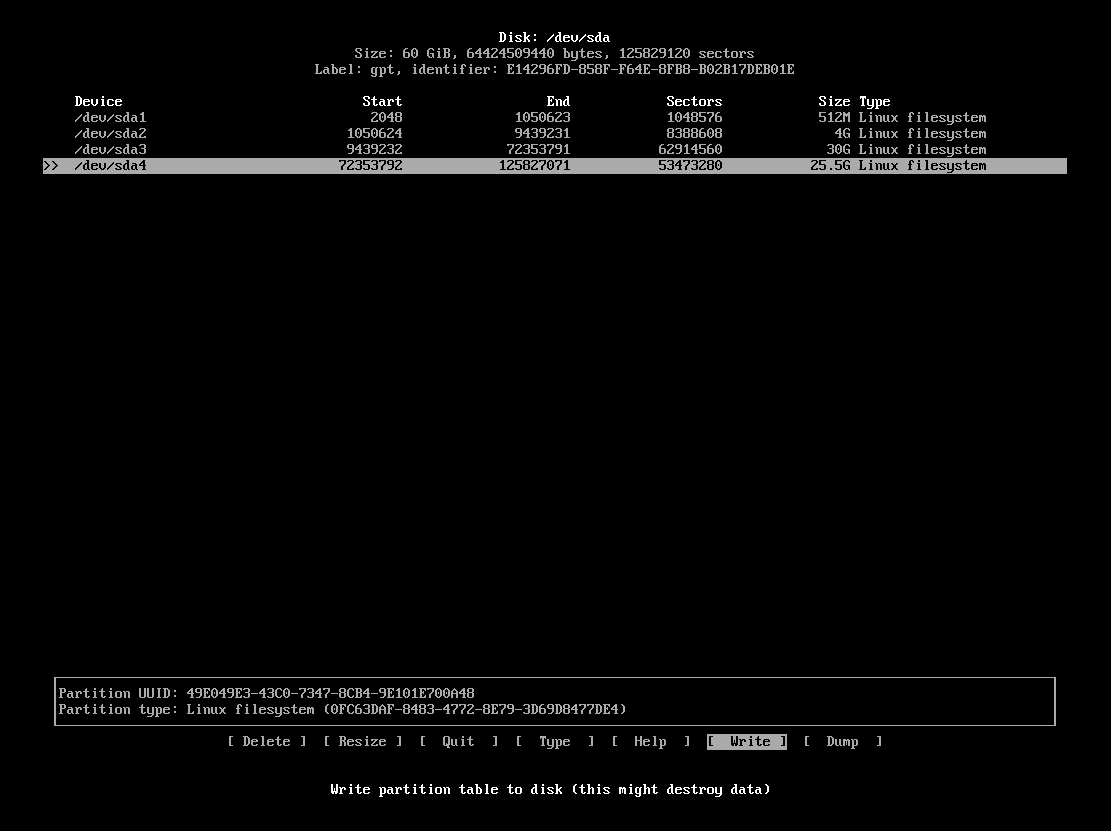 Disk: /dev/sda
Size: 60 GiB, 64424509440 bytes, 125829120 sectors
Label: gpt, identifier: E14296FD-858F-F64E-8FB8-B02B17DEB01E
Device Start End Sectors Size Type
/dev/sda1 2048 1050623 1048576 512M Linux filesystem
/dev/sda2 1050624 9439231 8388608 4G Linux filesystem
/dev/sda3 9439232 72353791 62914560 30G Linux filesystem
>> /dev/sda4 72353792 125827071 53473280 25.5G Linux filesystem
Partition UUID: 49E049E3-43C0-7347-8CB4-9E101E700A48
Partition type: Linux filesystem (0FC63DAF-8483-4772-8E79-3D69D8477DE4)
[ Delete ] [ Resize ] [ Quit ] [ Type ] [ Help ] [ Write ] [ Dump ]
Write partition table to disk (this might destroy data)